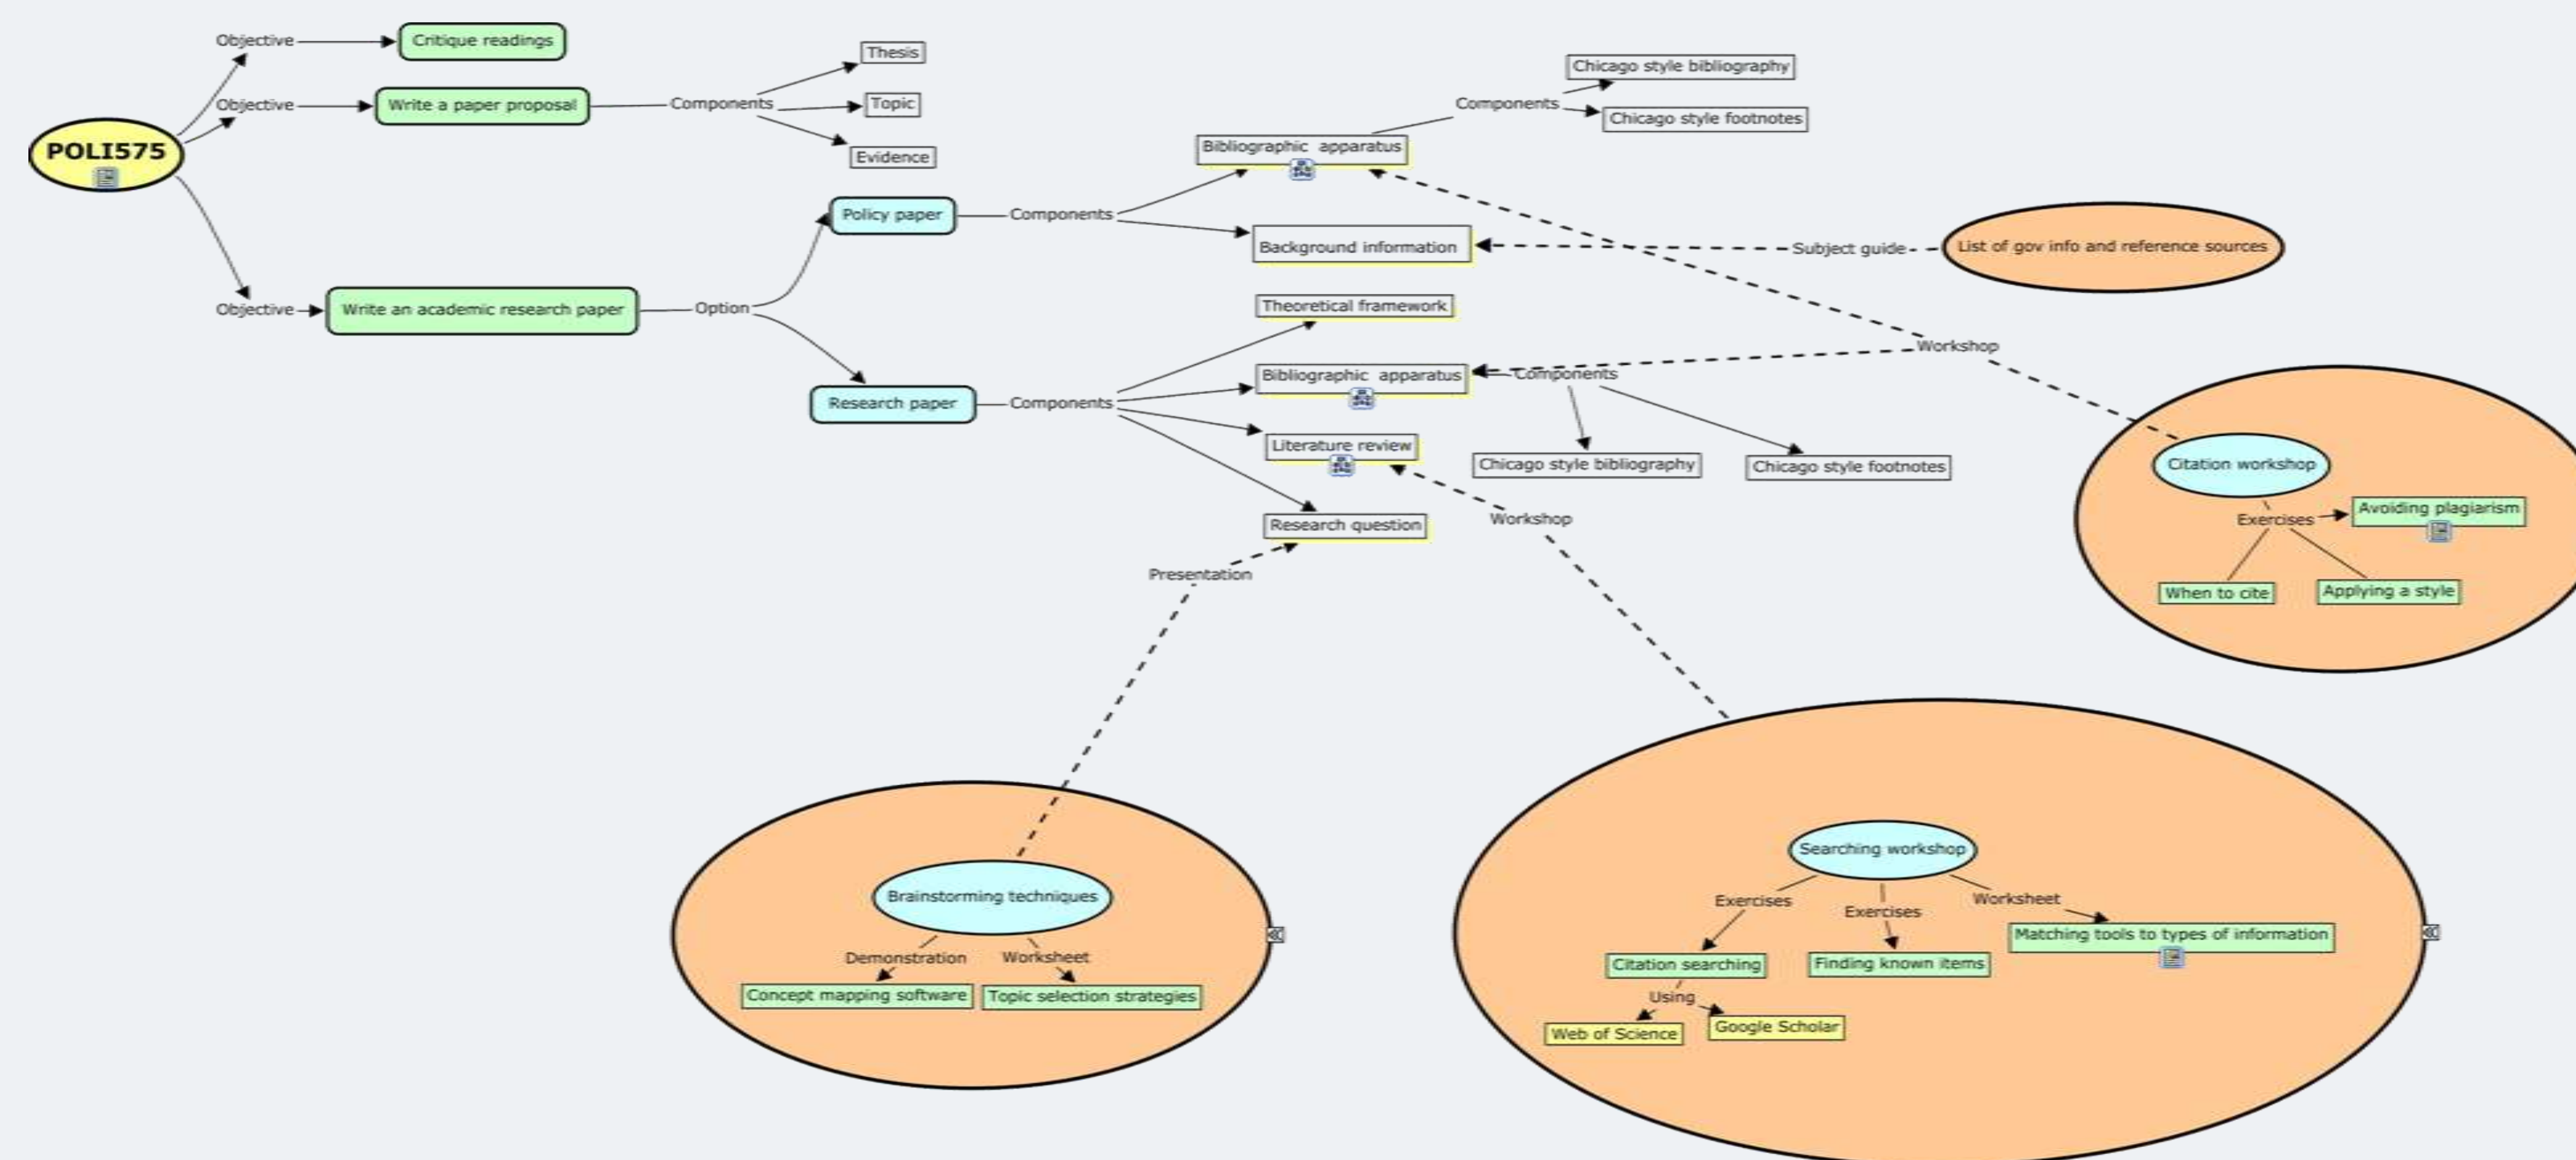 Objective
Critique readings
Objective
Write a paper proposal
Components
Thesis
Topic
Evidence
POLI575
Objective
Write an academic research paper
Option
Policy paper
Components
Bibliographic apparatus
Components
Chicago style bibliography
Chicago style footnotes
Background information
Subject guide
List of gov info and reference sources
Research paper
Components
Theoretical framework
Bibliographic apparatus
Components
Chicago style bibliography
Chicago style footnotes
Workshop
Literature review
Workshop
Research question
Presentation
Citation workshop
Exercises
Avoiding plagiarism
When to cite
Applying a style
Brainstorming techniques
Demonstration
Worksheet
Concept mapping software
Topic selection strategies
Searching workshop
Exercises
Exercises
Worksheet
Citation searching
Finding known items
Matching tools to types of information
Using
Web of Science
Google Scholar